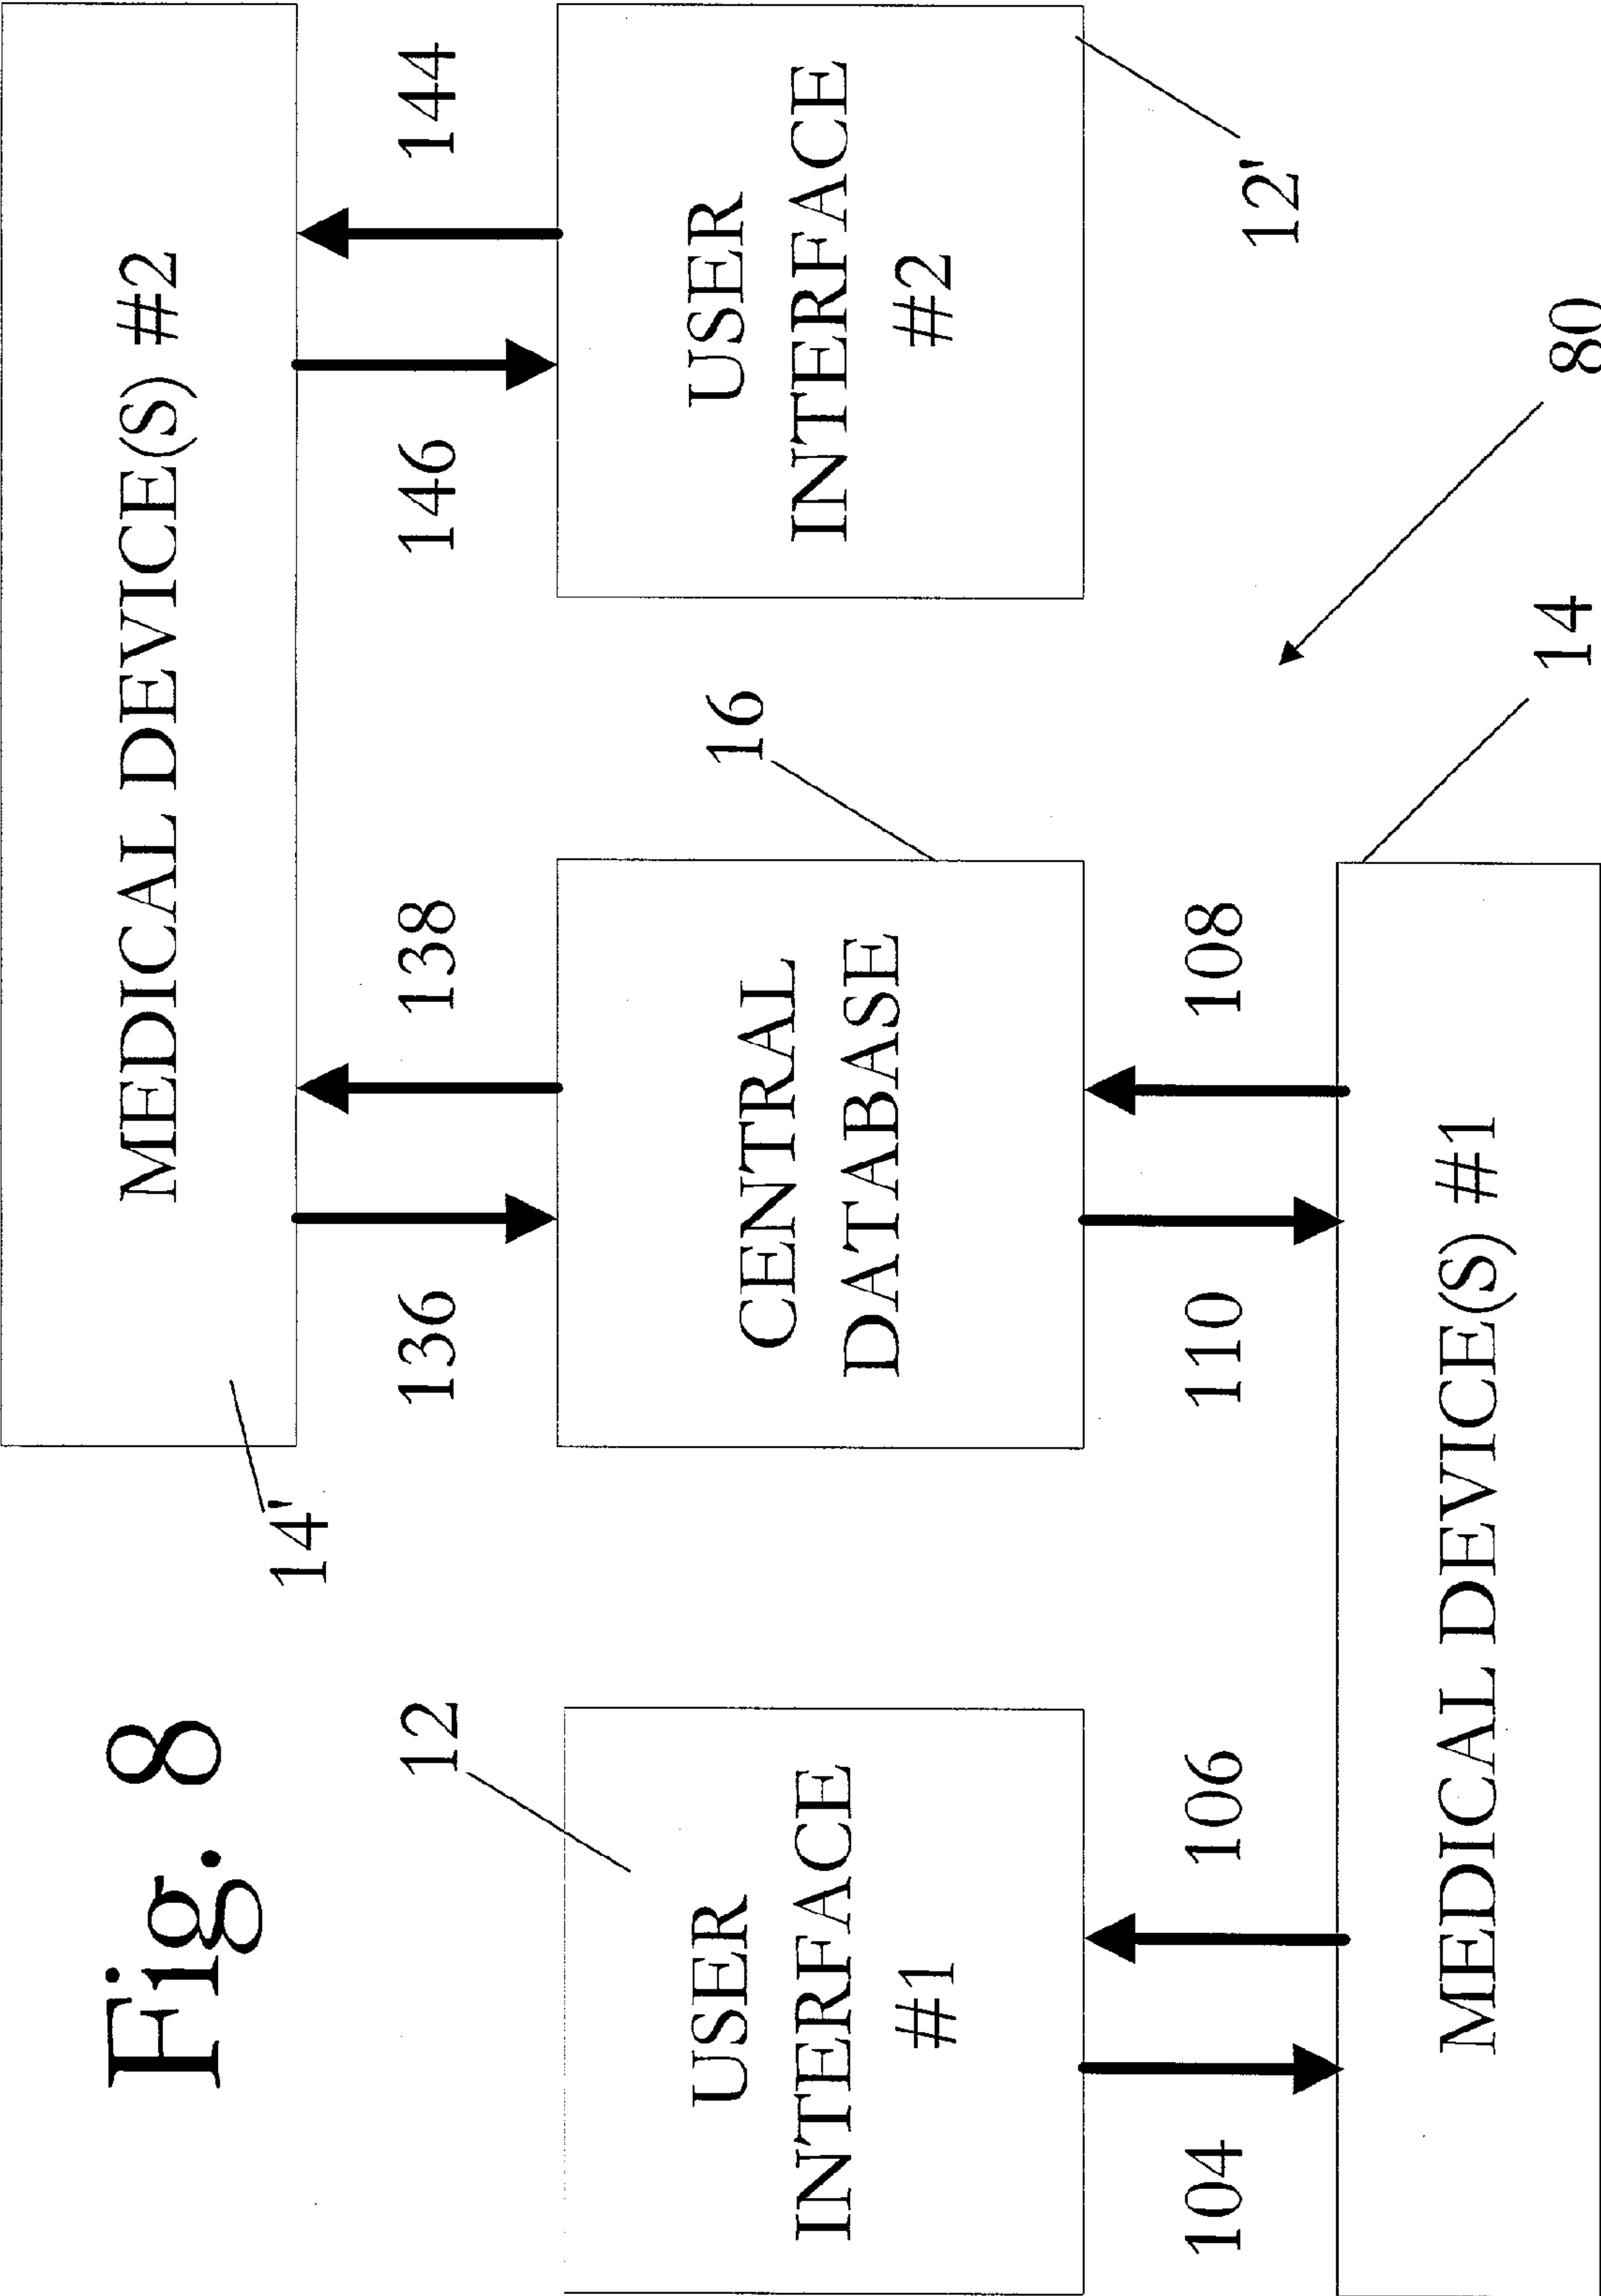 Fig. 8
MEDICAL DEVICE(S) #2
14'
136
138
146
144
12
16
USER
INTERFACE
#1
CENTRAL
DATABASE
USER
INTERFACE
#2
12'
104
106
110
108
80
14
MEDICAL DEVICE(S) #1